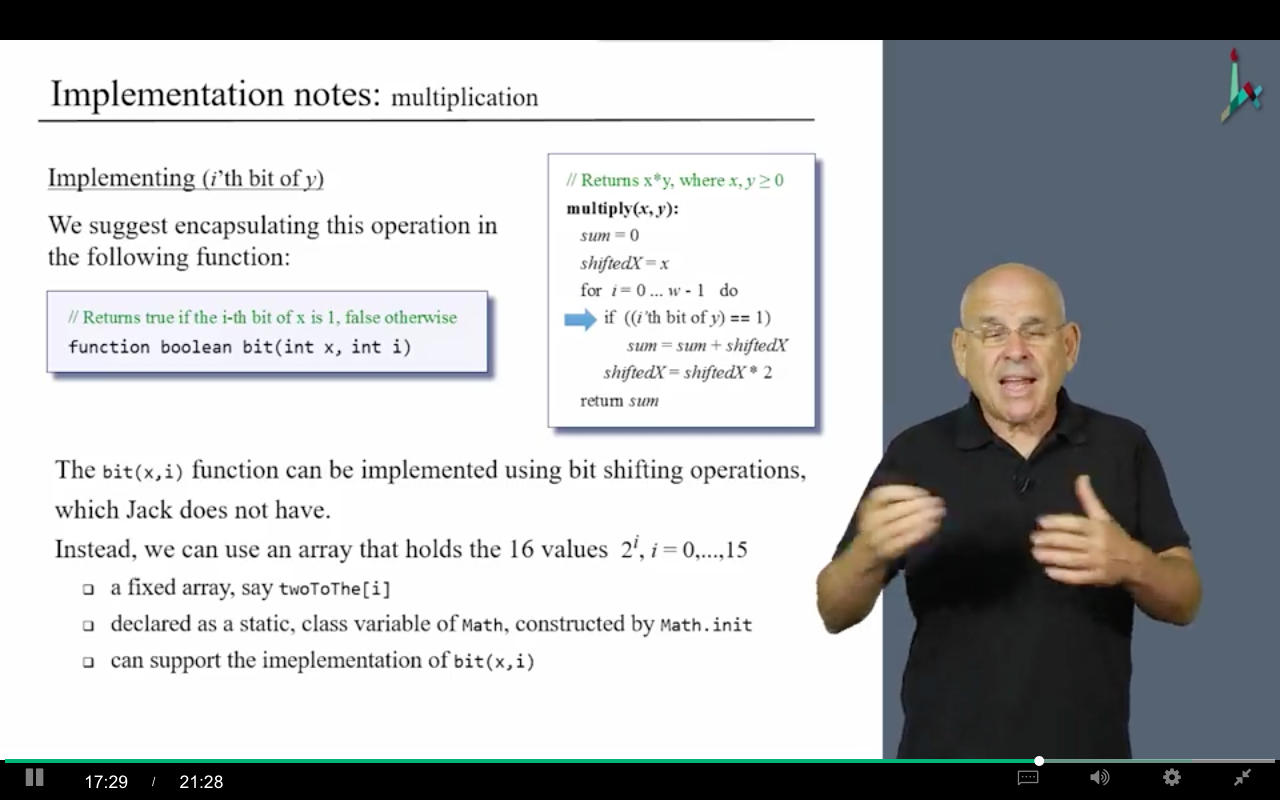 Implementation notes: multiplication
Implementing (i’th bit of y)
We suggest encapsulating this operation in
the following function:
// Returns true if the i-th bit of x is 1, false otherwise
function boolean bit(int x, int i)
// Returns x*y, where x, y ≥ 0
multiply(x, y):
sum = 0
shiftedX = x
for i = 0 ... w - 1 do
if ((i’th bit of y) == 1)
sum = sum + shiftedX
shiftedX = shiftedX * 2
return sum
The bit(x,i) function can be implemented using bit shifting operations,
which Jack does not have.
Instead, we can use an array that holds the 16 values 2^i, i = 0,...,15
❑ a fixed array, say twoToThe[i]
❑ declared as a static, class variable of Math, constructed by Math.init
❑ can support the imeplementation of bit(x,i)
17:29 / 21:28